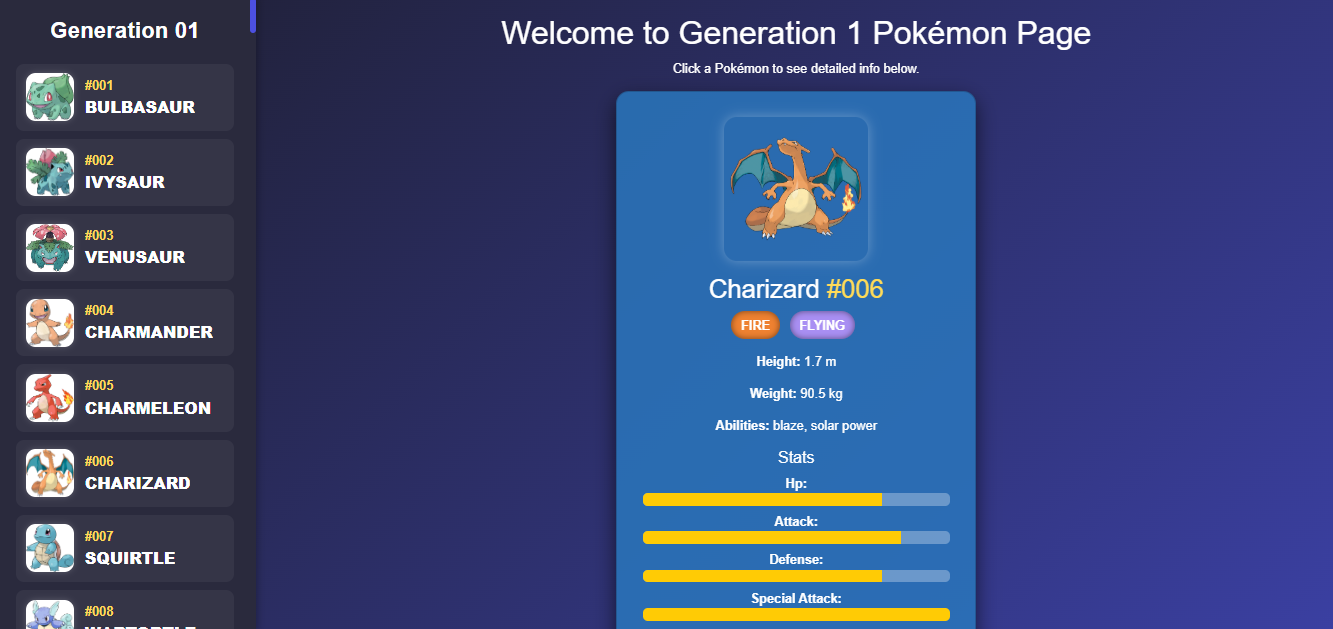 Generation 01
#001
BULBASAUR
#002
IVYSAUR
#003
VENUSAUR
#004
CHARMANDER
#005
CHARMELEON
#006
CHARIZARD
#007
SQUIRTLE
#008
Welcome to Generation 1 Pokémon Page
Click a Pokémon to see detailed info below.
Charizard #006
FIRE FLYING
Height: 1.7 m
Weight: 90.5 kg
Abilities: blaze, solar power
Stats
Hp:
Attack:
Defense:
Special Attack: